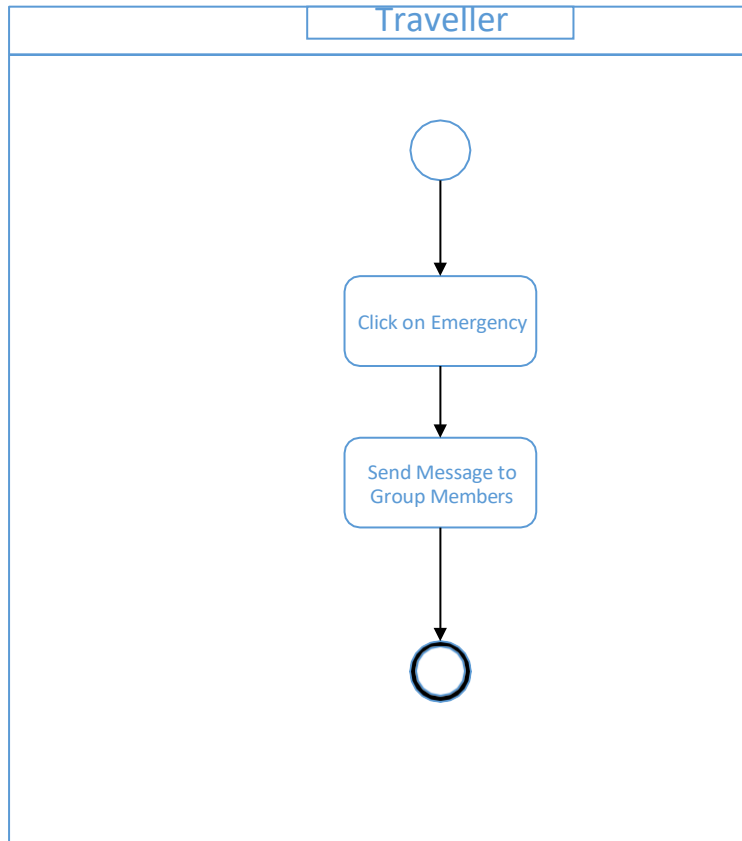 Traveller
Click on Emergency
Send Message to
Group Members